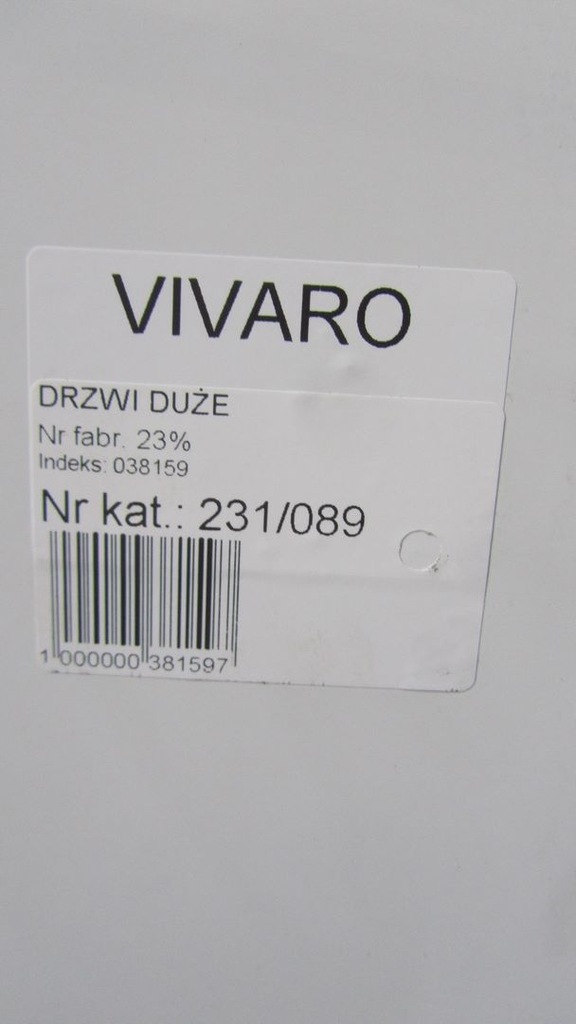 VIVARO
DRZWI DUŻE
Nr fabr. 23%
Indeks: 038159
Nr kat.: 231/089
1 000000 381597